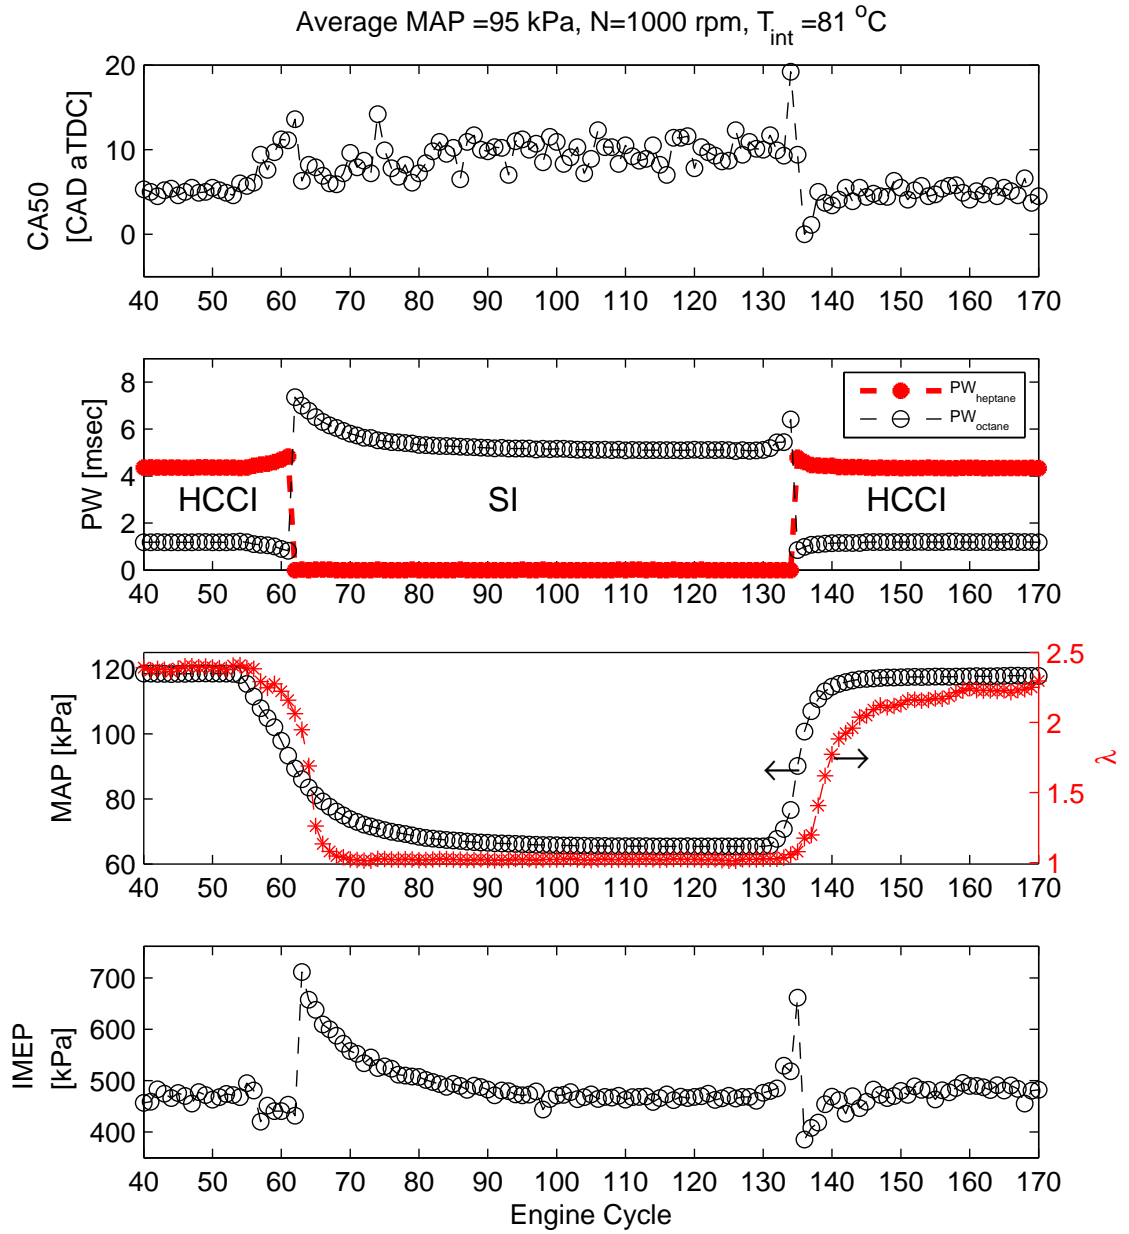 Average MAP =95 kPa, N=1000 rpm, T_int =81 °C
CA50
[CAD aTDC]
20
10
0
40 50 60 70 80 90 100 110 120 130 140 150 160 170
PW [msec]
8
6
4
2
0
PW_heptane
PW_octane
HCCI SI HCCI
40 50 60 70 80 90 100 110 120 130 140 150 160 170
MAP [kPa]
120
100
80
60
2.5
2
1.5
1
λ
40 50 60 70 80 90 100 110 120 130 140 150 160 170
IMEP
[kPa]
700
600
500
400
40 50 60 70 80 90 100 110 120 130 140 150 160 170
Engine Cycle